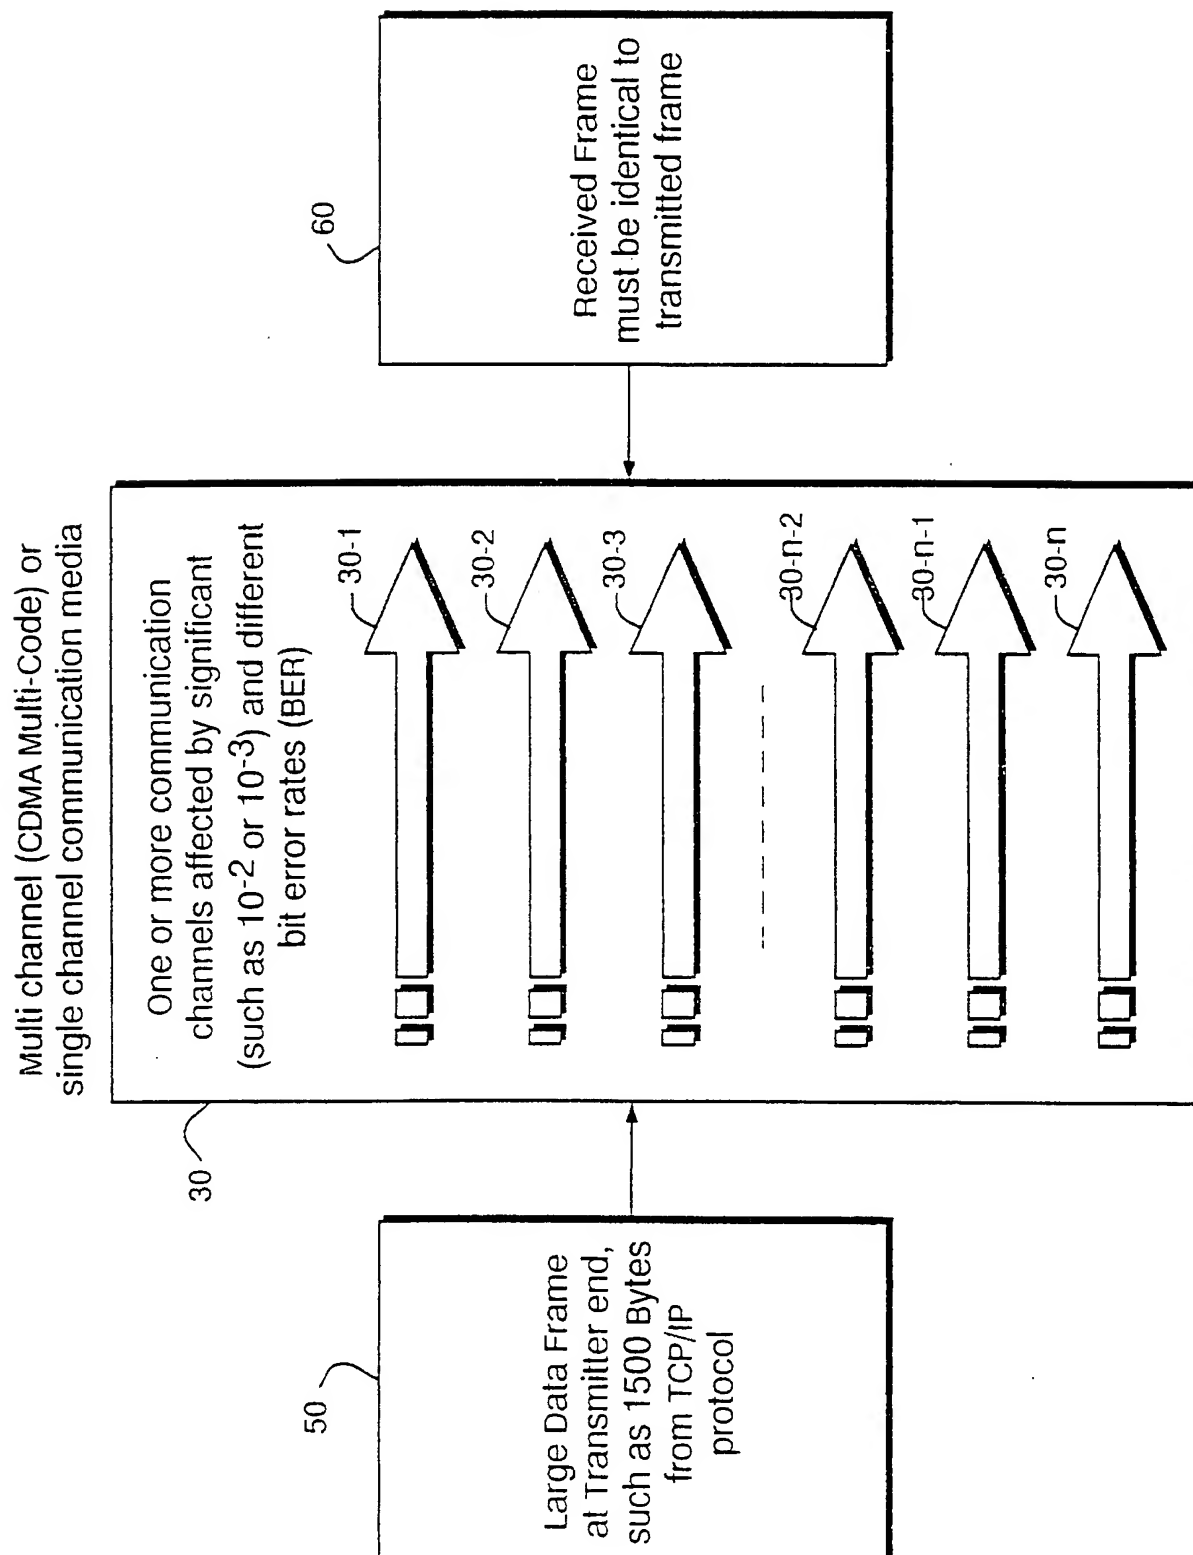 Multi channel (CDMA Multi-Code) or
single channel communication media
30
One or more communication
channels affected by significant
(such as 10⁻² or 10⁻³) and different
bit error rates (BER)
30-1
30-2
30-3
30-n-2
30-n-1
30-n
50
Large Data Frame
at Transmitter end,
such as 1500 Bytes
from TCP/IP
protocol
60
Received Frame
must be identical to
transmitted frame